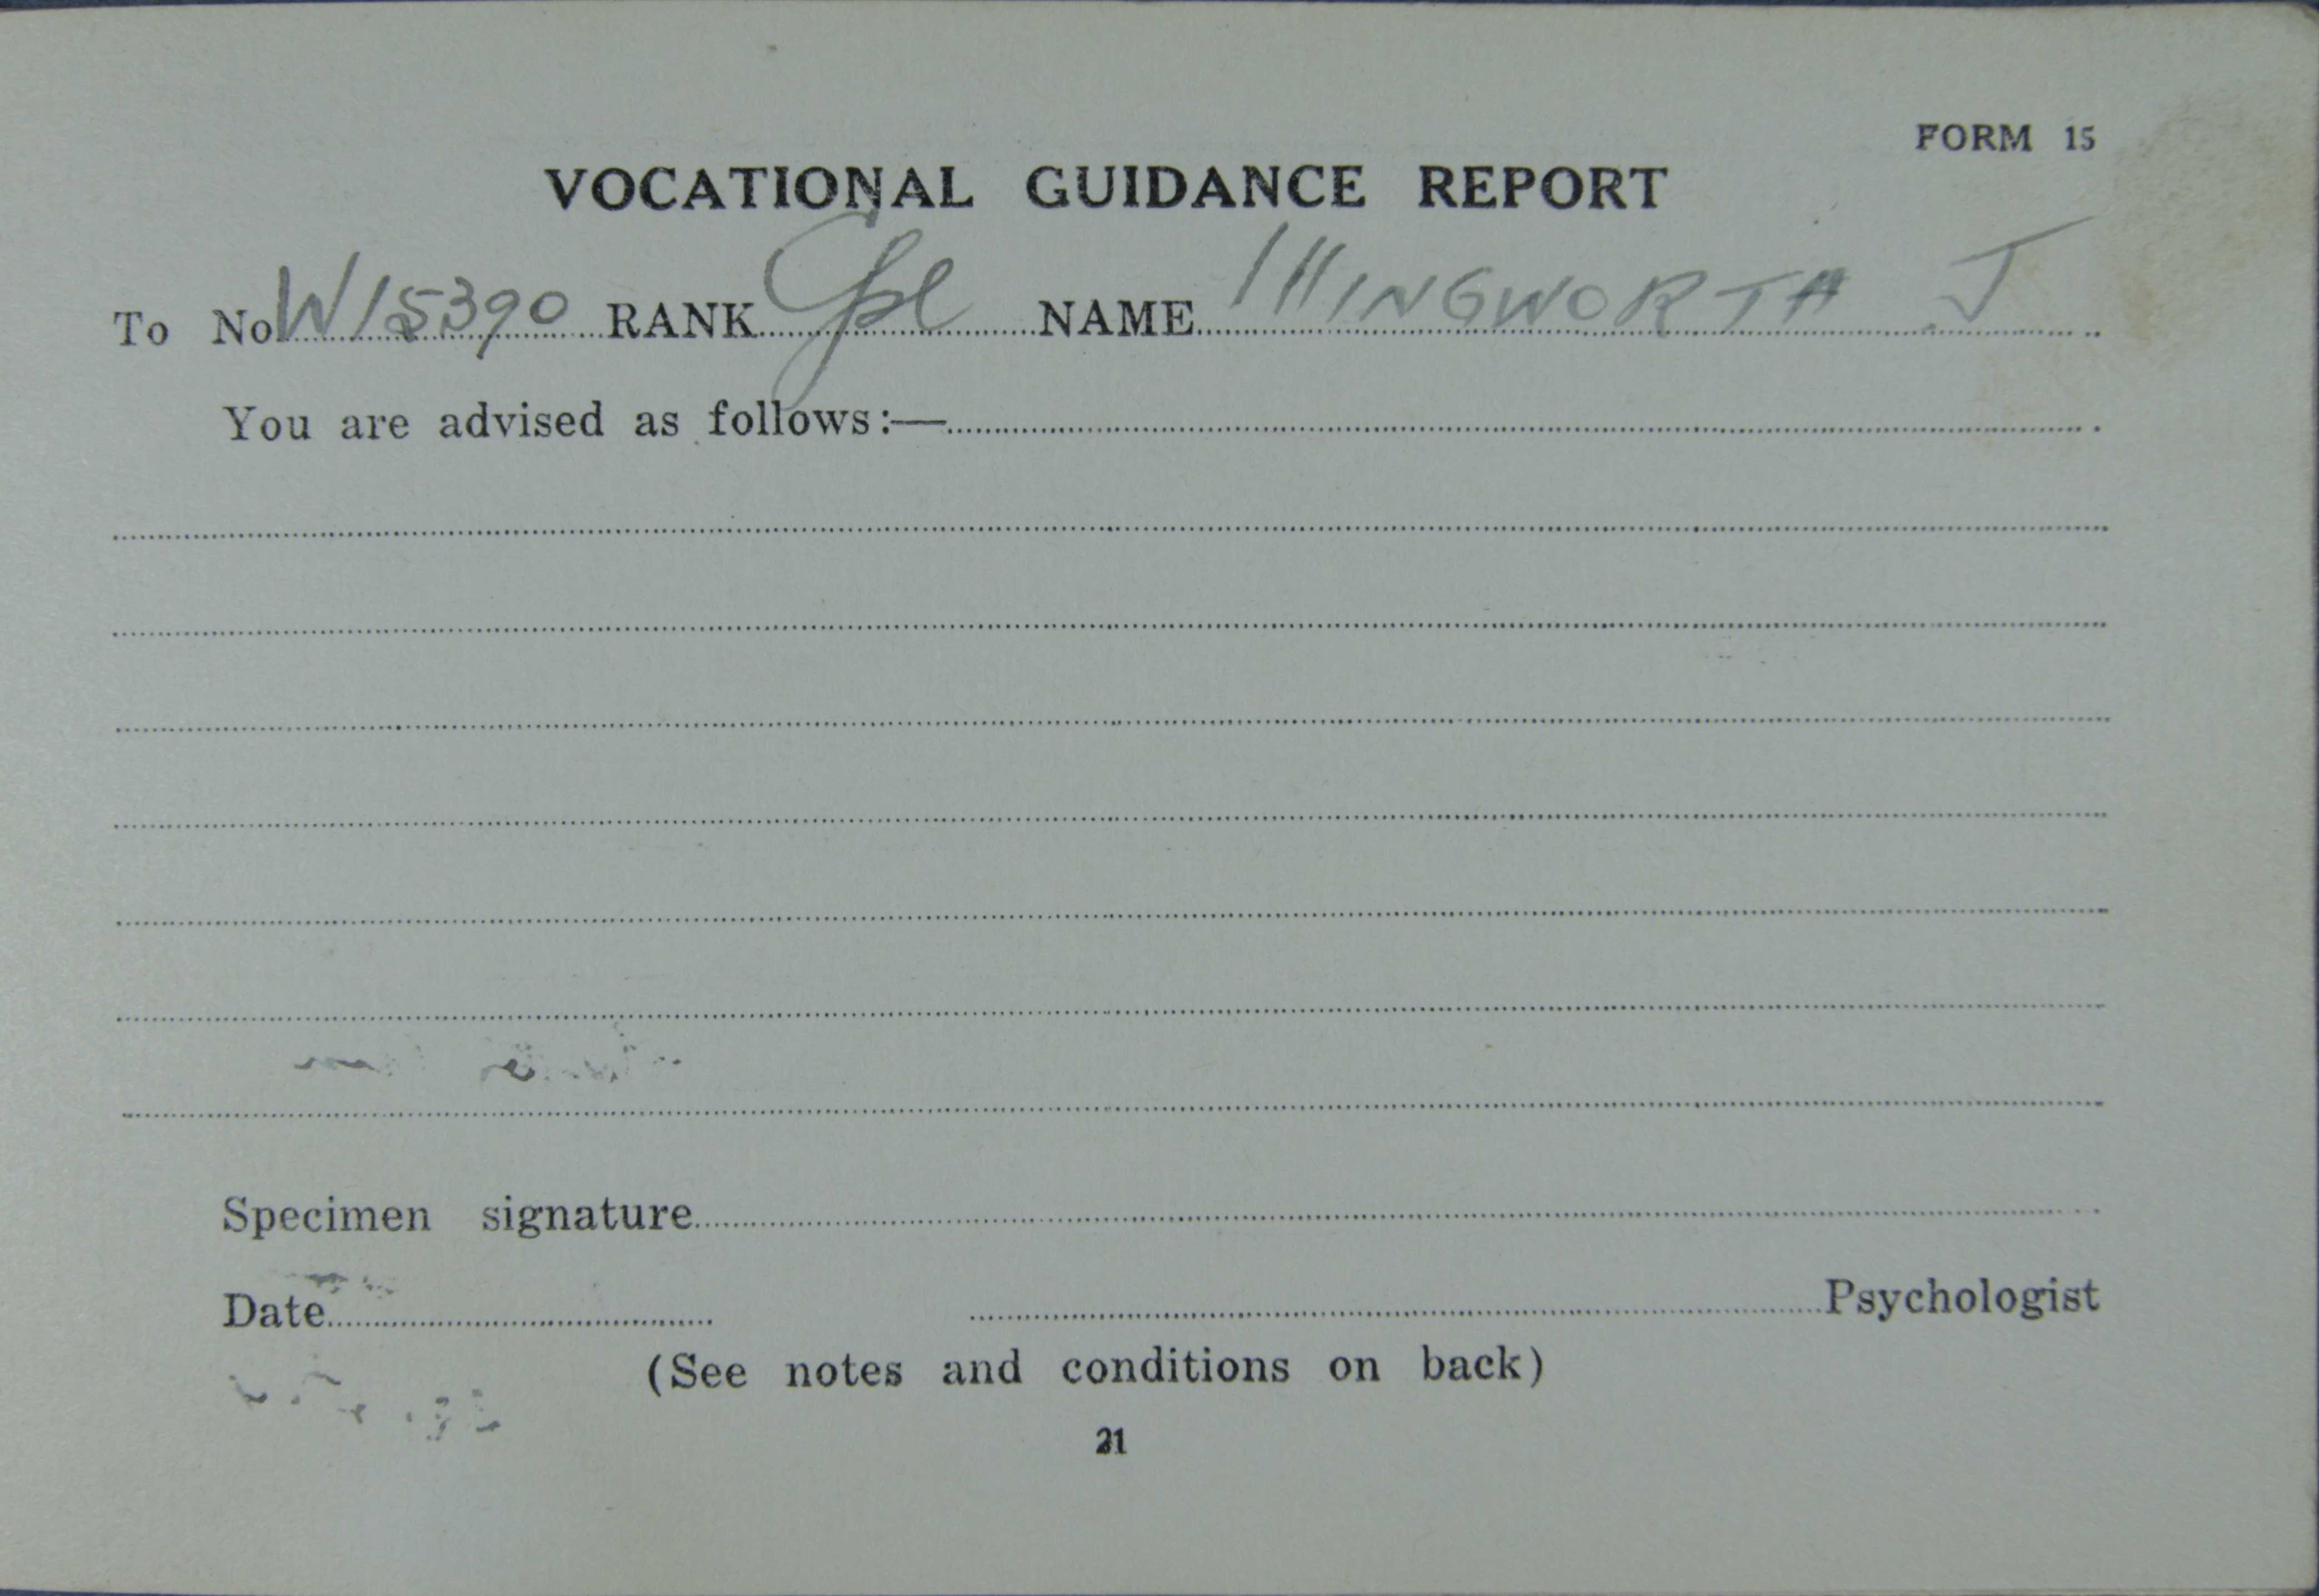 FORM 15
VOCATIONAL GUIDANCE REPORT
To No W15390 RANK Cpl NAME IllINGWORTH J
You are advised as follows:—
Specimen signature
Date Psychologist
(See notes and conditions on back)
21